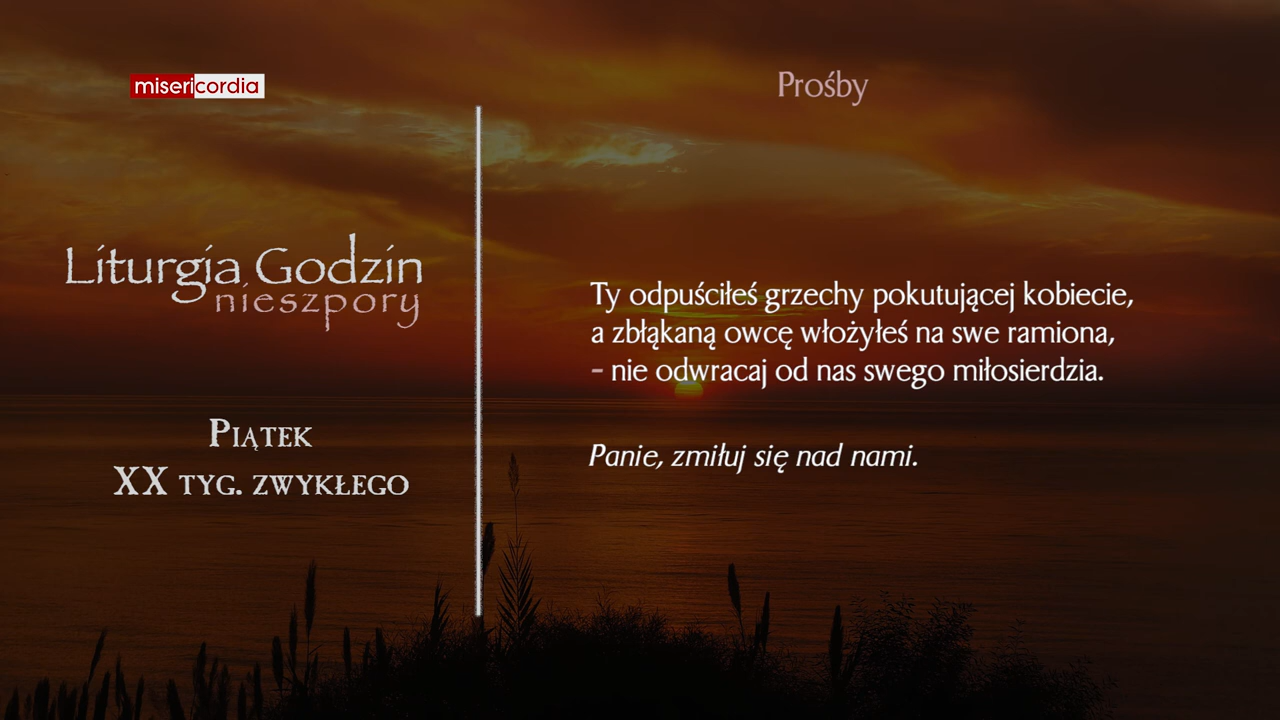 misericordia
Prośby
Liturgia Godzin
nieszpory
Piątek
XX tyg. zwykłego
Ty odpuściłeś grzechy pokutującej kobiecie,
a zbłąkaną owcę włożyłeś na swe ramiona,
– nie odwracaj od nas swego miłosierdzia.
Panie, zmiłuj się nad nami.